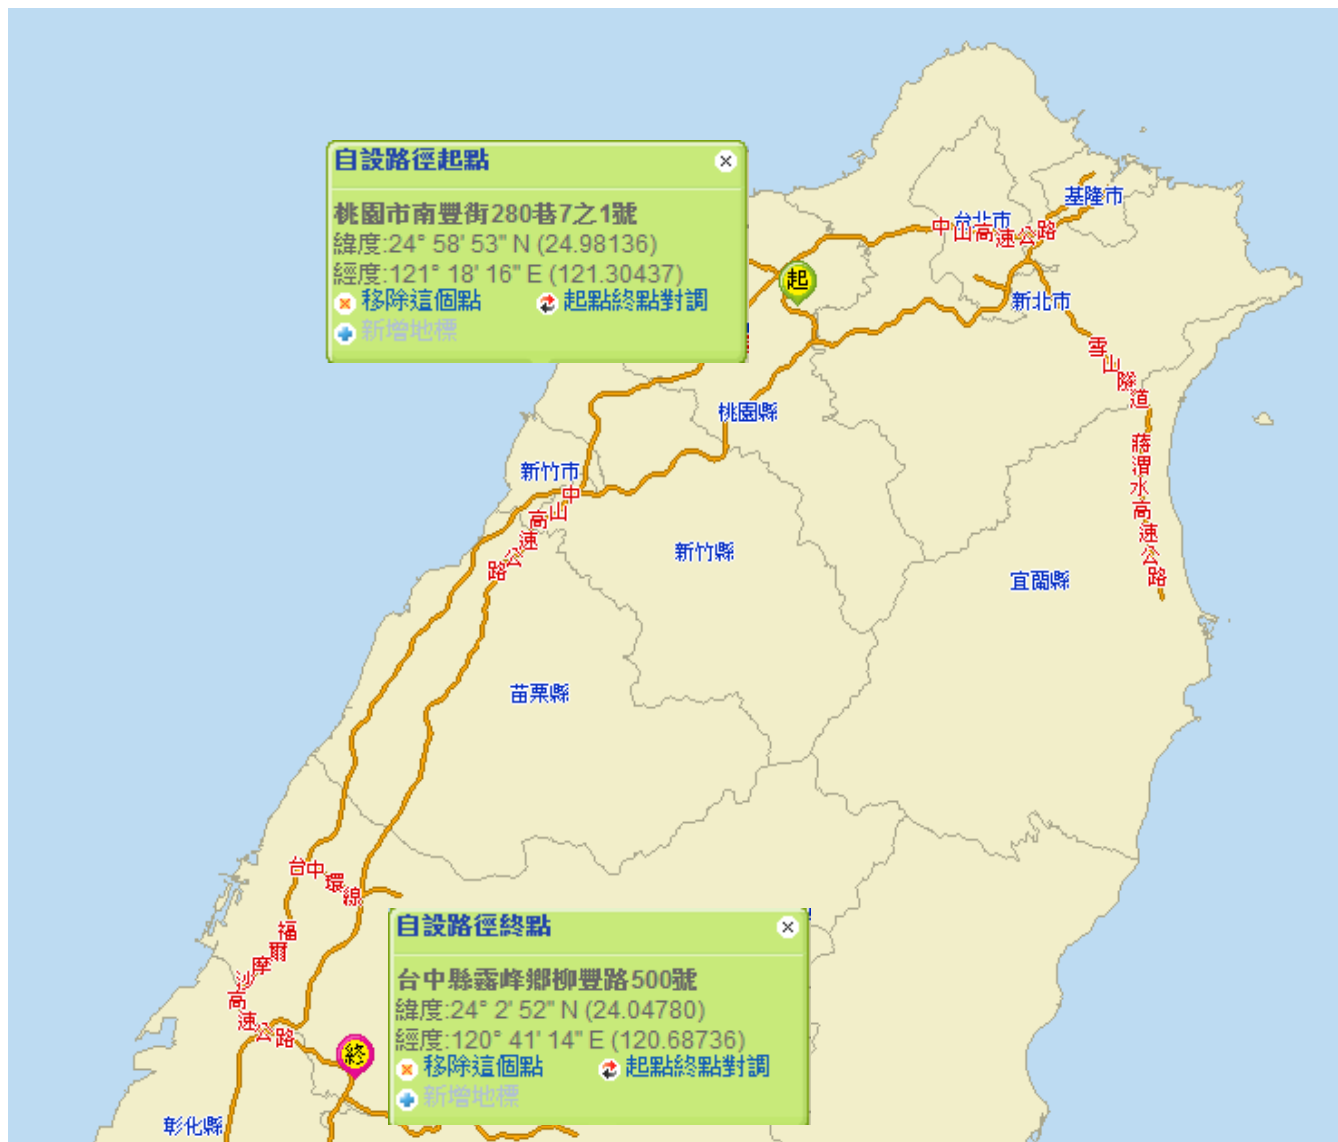 自設路徑起點
桃園市南豐街280巷7之1號
緯度:24° 58' 53" N (24.98136)
經度:121° 18' 16" E (121.30437)
移除這個點 起點終點對調
新增地標
起
基隆市
台北市
中山高速公路
新北市
雪山隧道
桃園縣
蔣渭水高速公路
新竹市
中山高速公路
新竹縣
宜蘭縣
苗栗縣
台中環線
福爾摩沙高速公路
自設路徑終點
台中縣霧峰鄉柳豐路500號
緯度:24° 2' 52" N (24.04780)
經度:120° 41' 14" E (120.68736)
移除這個點 起點終點對調
新增地標
終
彰化縣